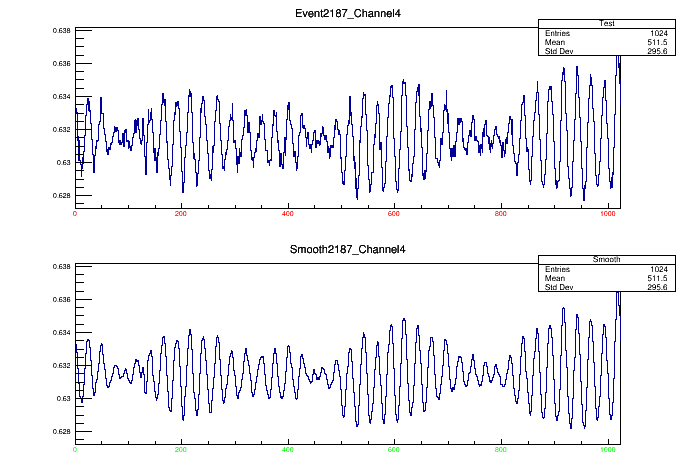 Event2187_Channel4
Test
Entries 1024
Mean 511.5
Std Dev 295.6
0.638
0.636
0.634
0.632
0.63
0.628
0 200 400 600 800 1000
Smooth2187_Channel4
Smooth
Entries 1024
Mean 511.5
Std Dev 295.6
0.638
0.636
0.634
0.632
0.63
0.628
0 200 400 600 800 1000